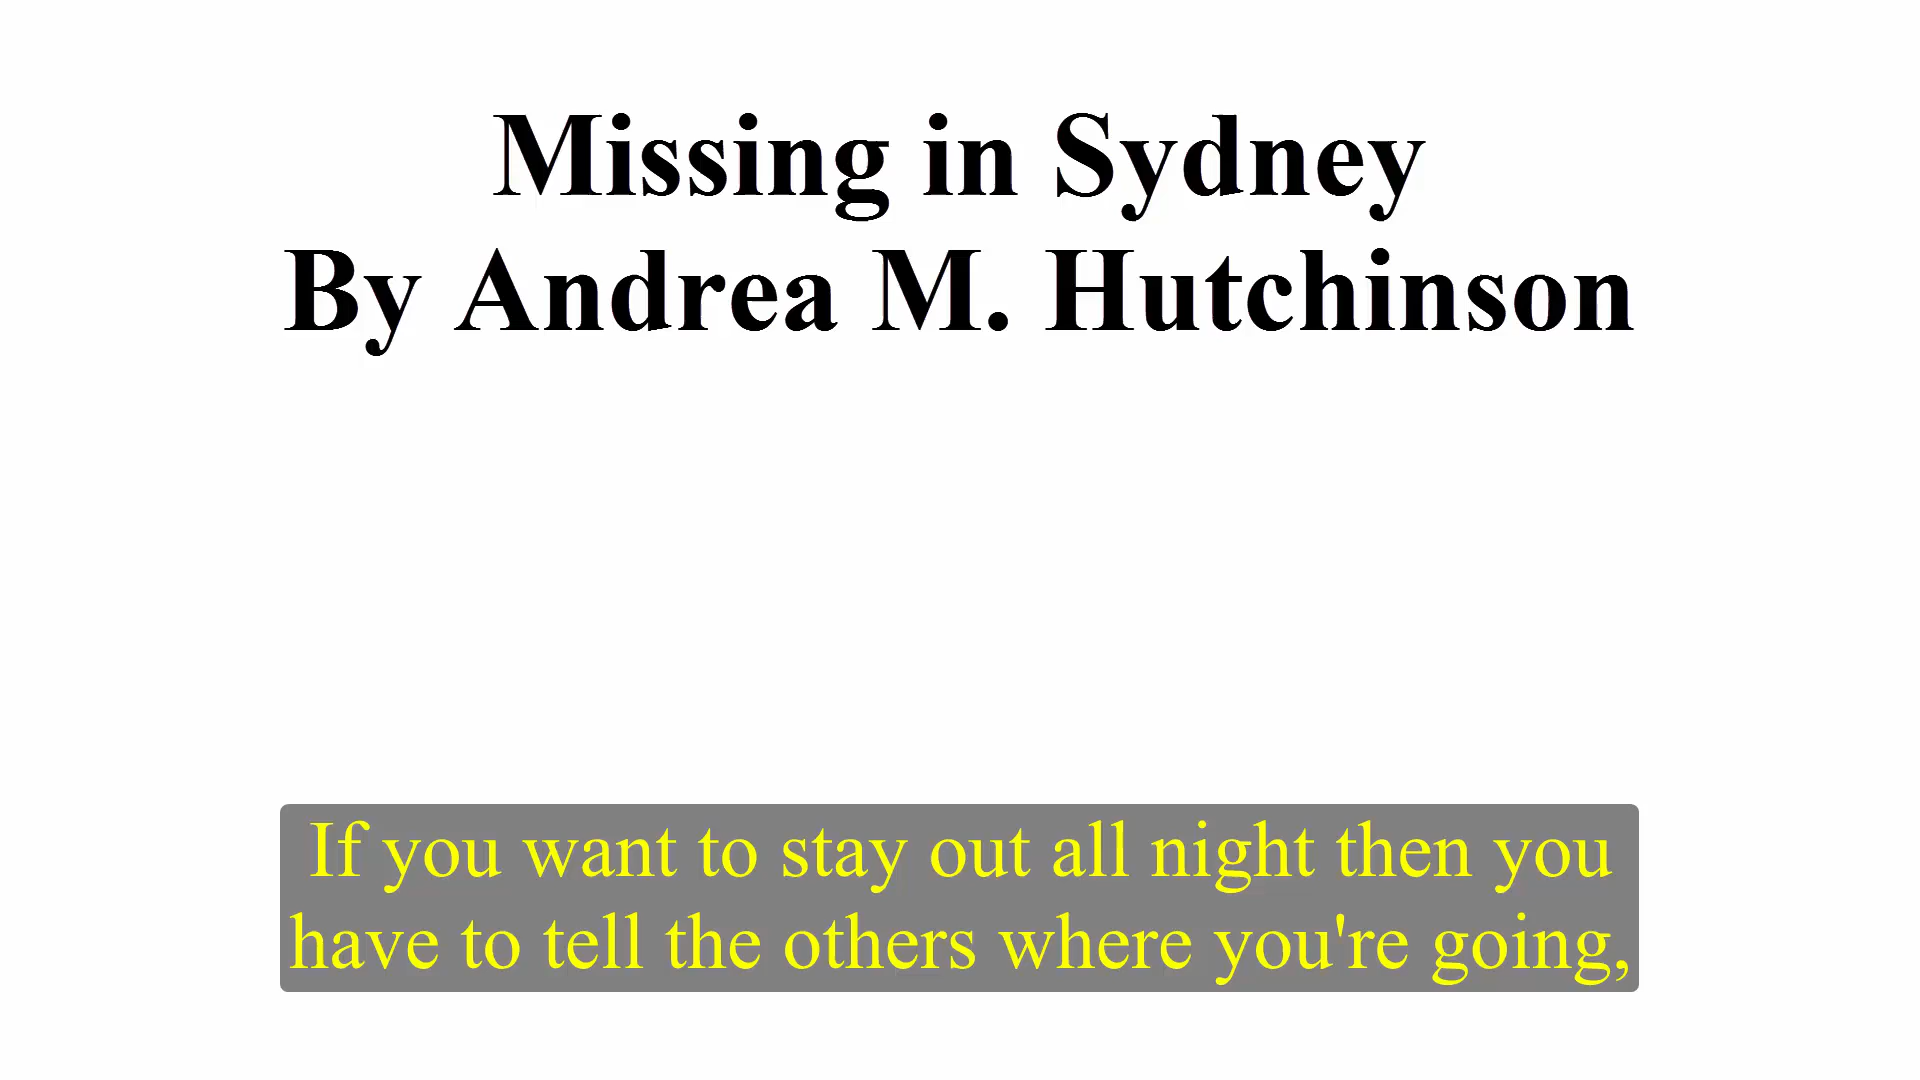 Missing in Sydney
By Andrea M. Hutchinson
If you want to stay out all night then you
have to tell the others where you're going,